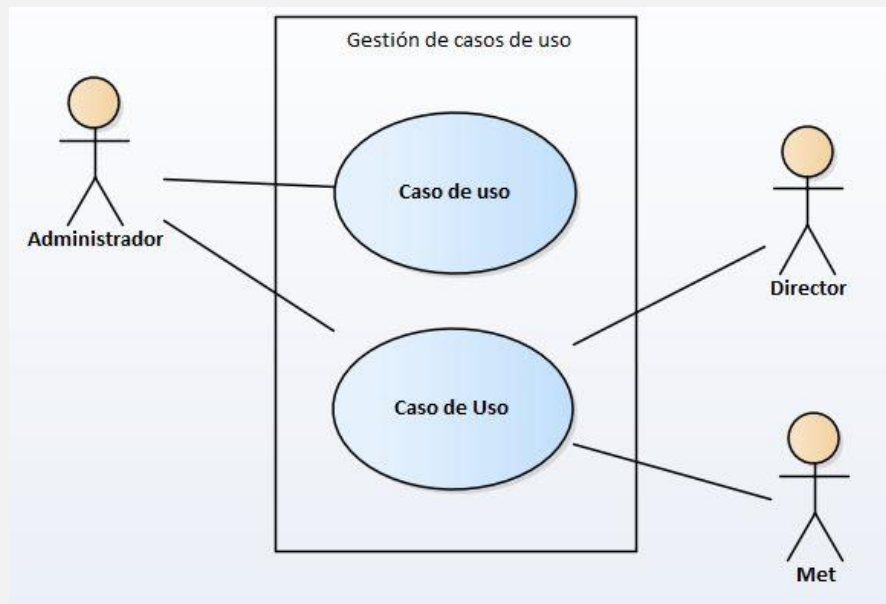 Gestión de casos de uso
Caso de uso
Administrador
Director
Caso de Uso
Met